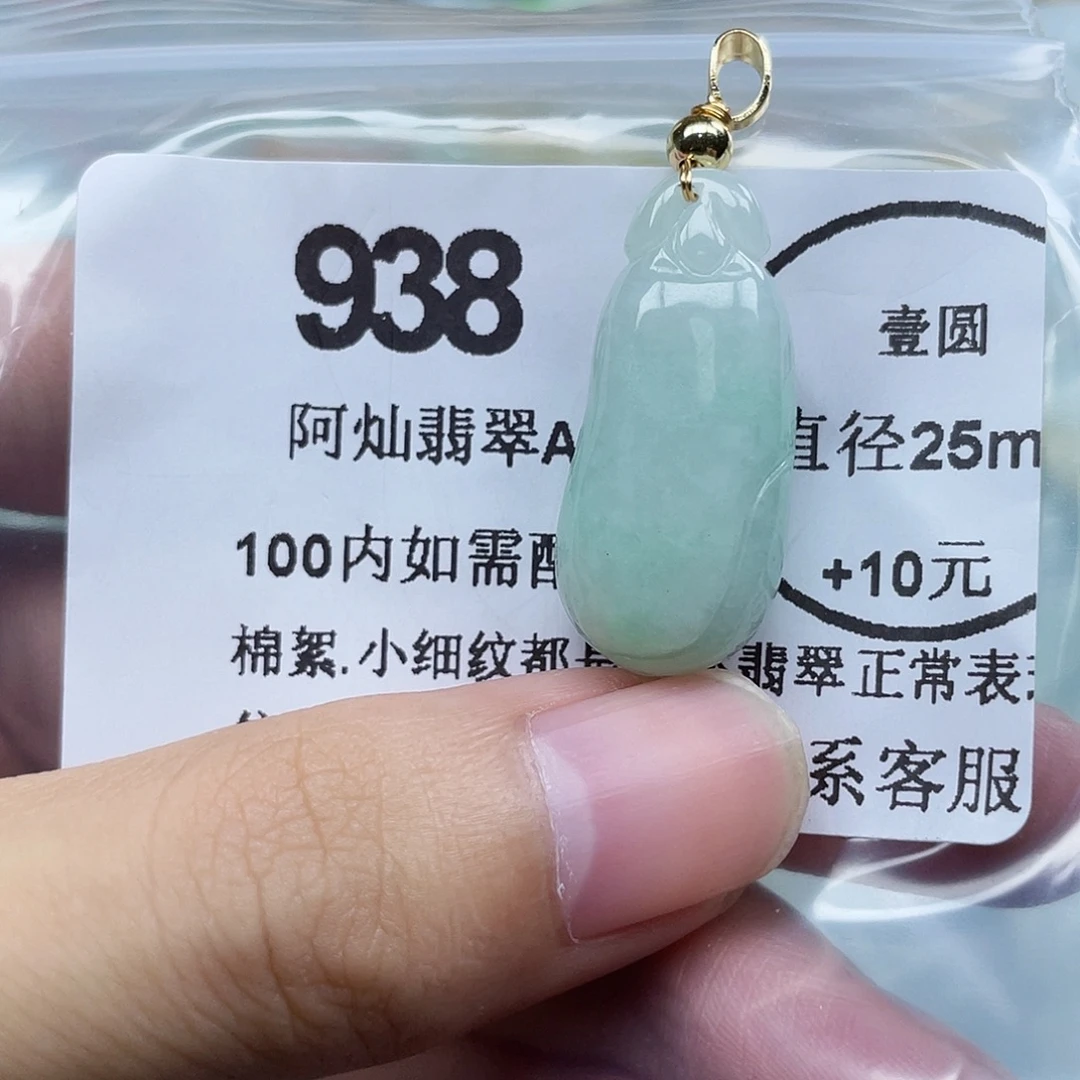 938
壹圆
阿灿翡翠A
直径25m
100内如需
+10元
棉絮.小细纹都
翡翠正常表
系客服